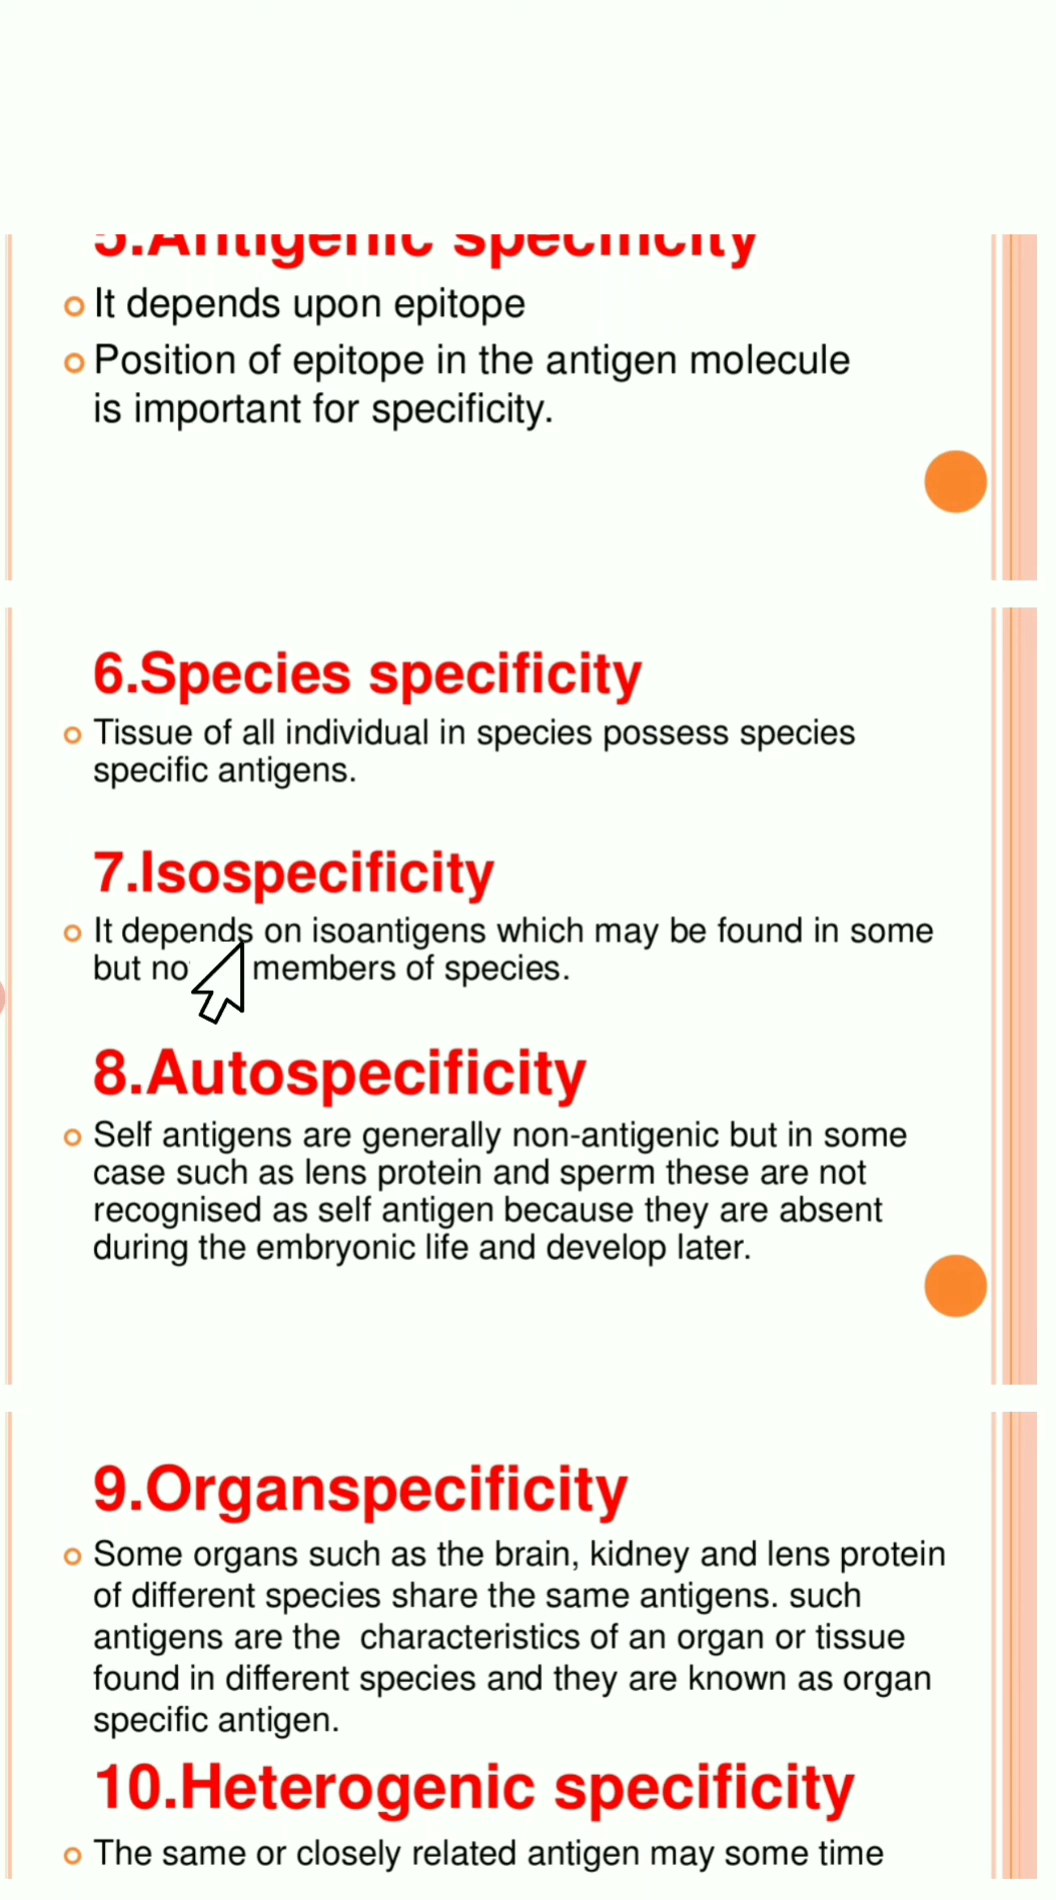 5.Antigenic specificity
It depends upon epitope
Position of epitope in the antigen molecule
is important for specificity.
6.Species specificity
Tissue of all individual in species possess species
specific antigens.
7.Isospecificity
It depends on isoantigens which may be found in some
but members of species.
8.Autospecificity
Self antigens are generally non-antigenic but in some
case such as lens protein and sperm these are not
recognised as self antigen because they are absent
during the embryonic life and develop later.
9.Organspecificity
Some organs such as the brain, kidney and lens protein
of different species share the same antigens. such
antigens are the characteristics of an organ or tissue
found in different species and they are known as organ
specific antigen.
10.Heterogenic specificity
The same or closely related antigen may some time